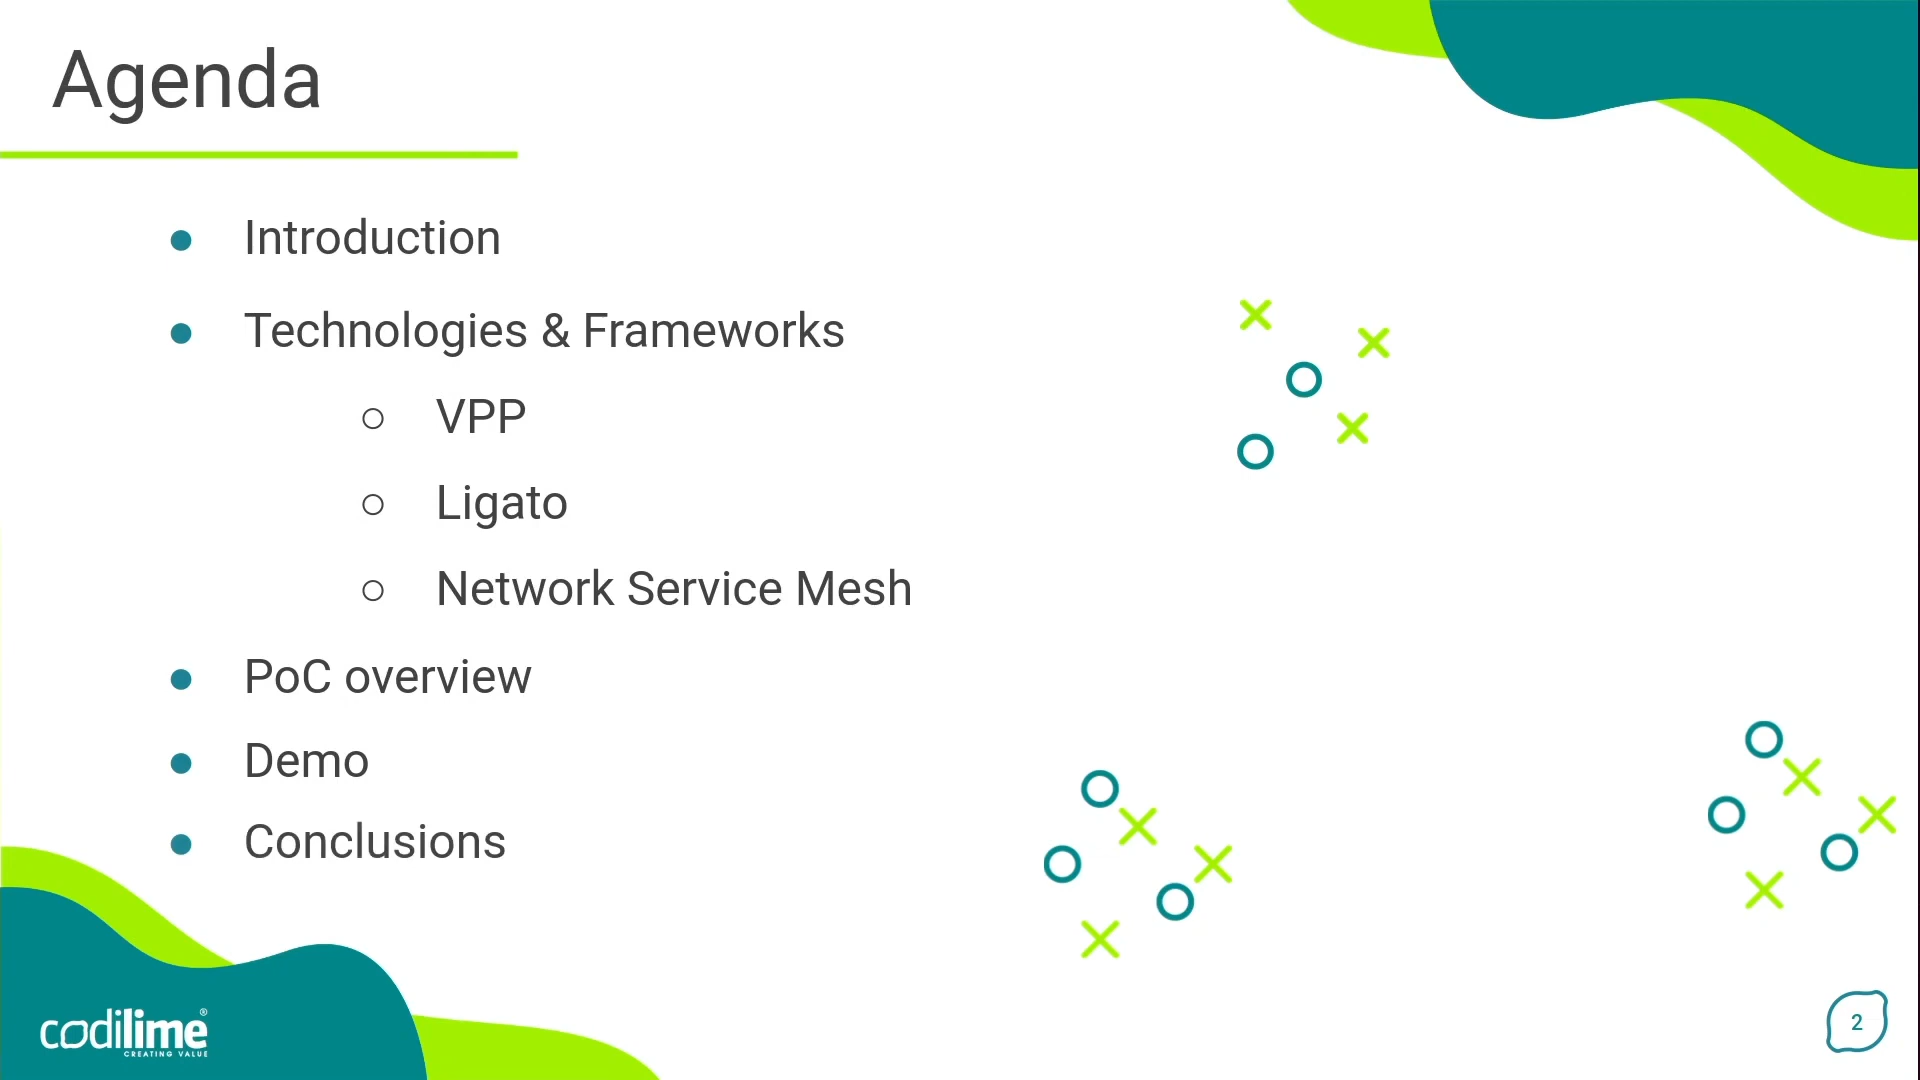 Agenda
● Introduction
● Technologies & Frameworks
○ VPP
○ Ligato
○ Network Service Mesh
● PoC overview
● Demo
● Conclusions
codilime®
CREATING VALUE
2